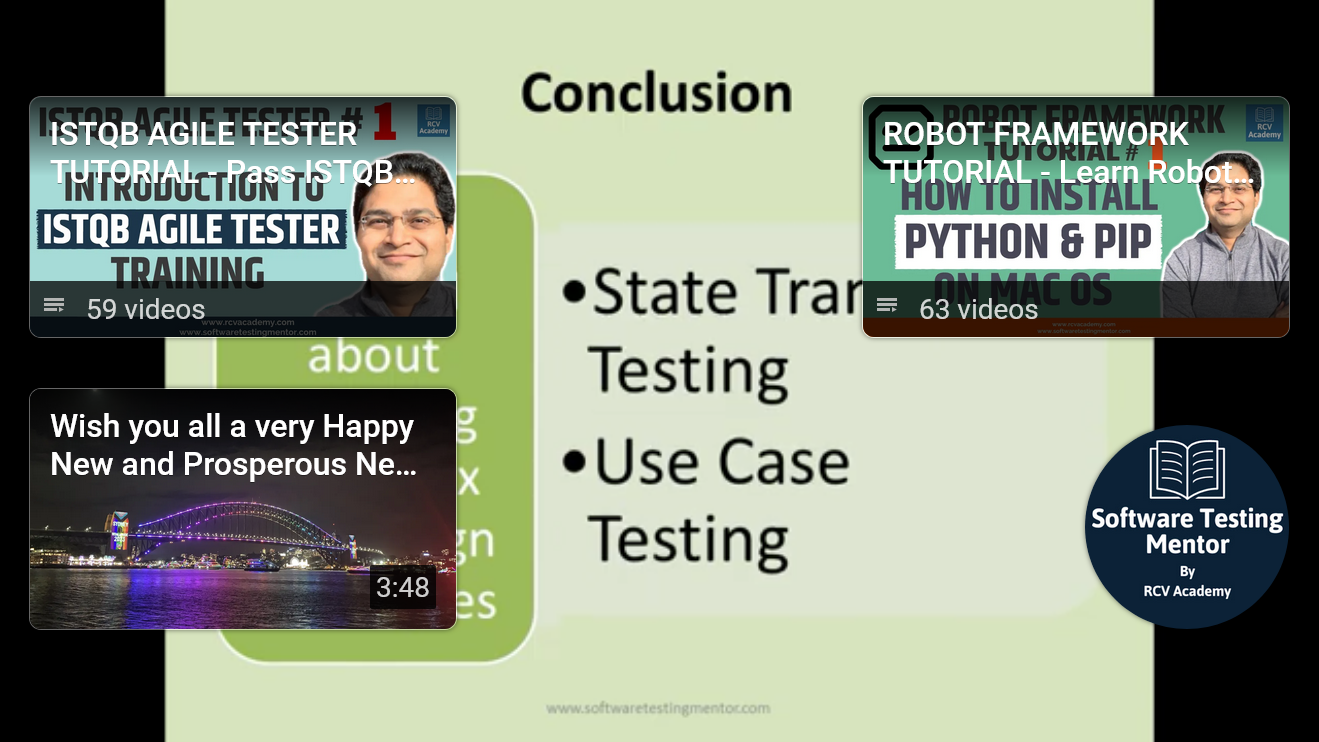 Conclusion
ISTQB AGILE TESTER # 1
RCV
Academy
ISTQB AGILE TESTER
TUTORIAL - Pass ISTQB...
INTRODUCTION TO
ISTQB AGILE TESTER
TRAINING
59 videos
www.rcvacademy.com
www.softwaretestingmentor.com
ROBOT FRAMEWORK
TUTORIAL # 1
RCV
Academy
ROBOT FRAMEWORK
TUTORIAL - Learn Robot...
HOW TO INSTALL
PYTHON & PIP
ON MAC OS
63 videos
www.rcvacademy.com
www.softwaretestingmentor.com
about
g
x
gn
es
•State Tran
Testing
•Use Case
Testing
Wish you all a very Happy
New and Prosperous Ne...
3:48
Software Testing
Mentor
By
RCV Academy
www.softwaretestingmentor.com